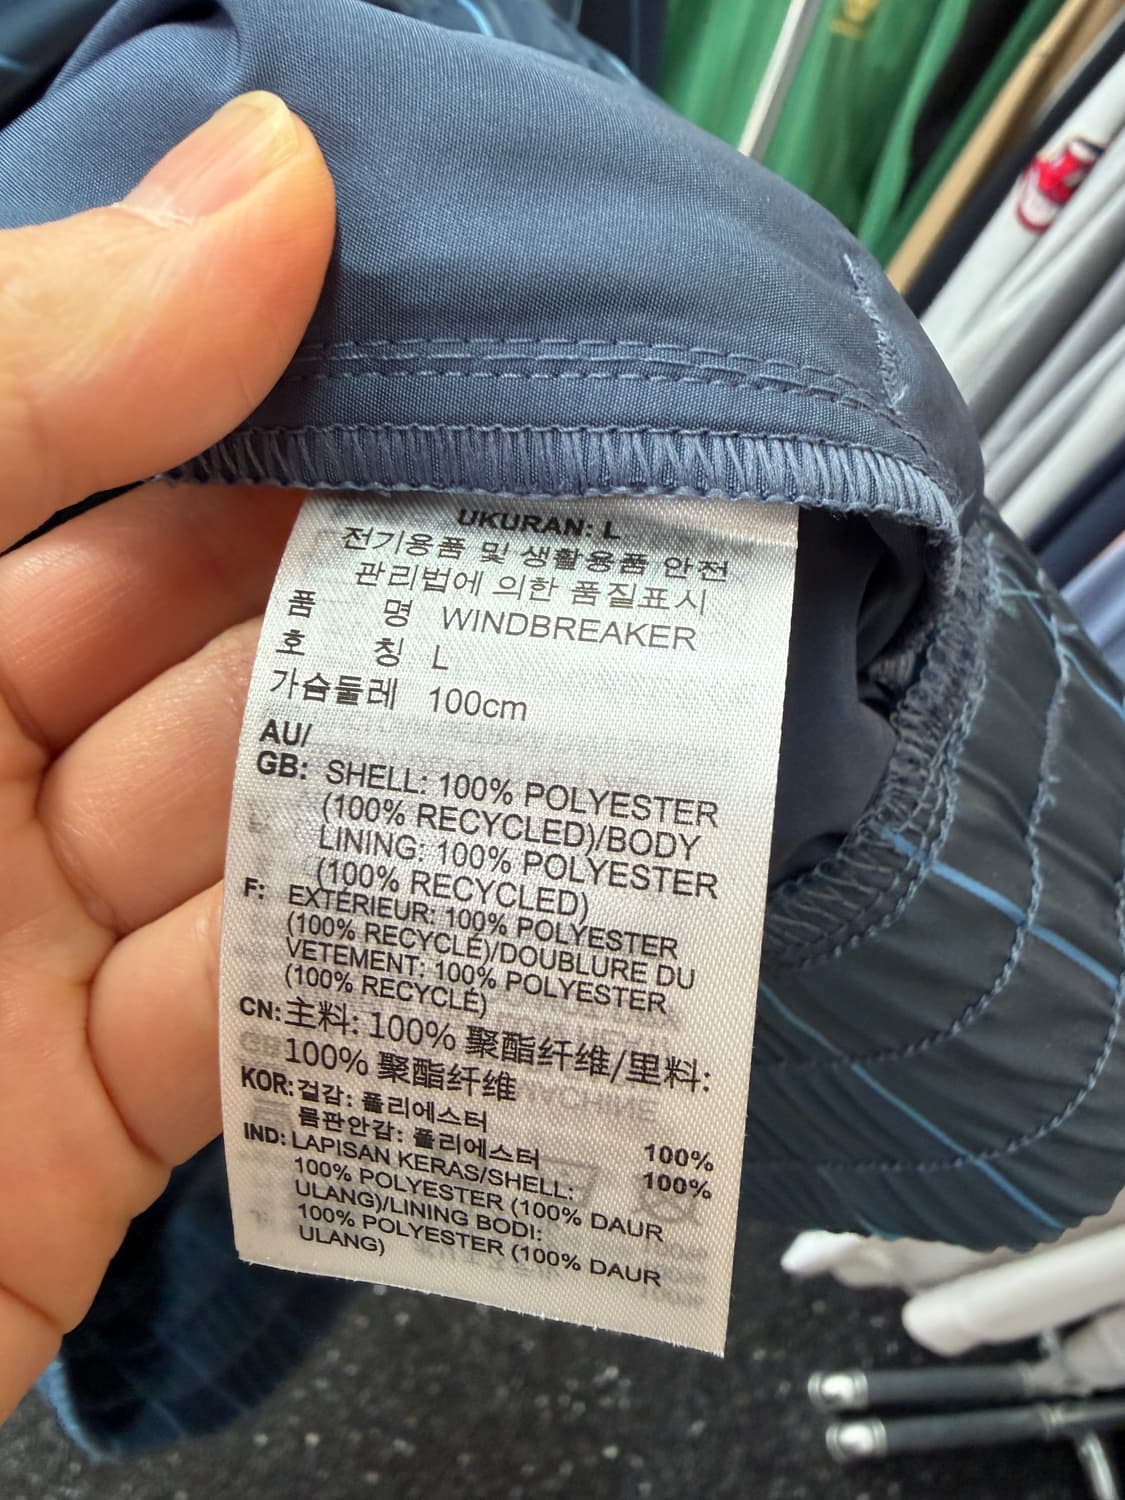 UKURAN: L
전기용품 및 생활용품 안전
관리법에 의한 품질표시
품 명 WINDBREAKER
호 칭 L
가슴둘레 100cm
AU/
GB: SHELL: 100% POLYESTER
(100% RECYCLED)/BODY
LINING: 100% POLYESTER
(100% RECYCLED)
F: EXTÉRIEUR: 100% POLYESTER
(100% RECYCLÉ)/DOUBLURE DU
VETEMENT: 100% POLYESTER
(100% RECYCLÉ)
CN: 主料: 100% 聚酯纤维/里料:
100% 聚酯纤维
KOR: 겉감: 폴리에스터 100%
몸판안감: 폴리에스터 100%
IND: LAPISAN KERAS/SHELL:
100% POLYESTER (100% DAUR
ULANG)/LINING BODI:
100% POLYESTER (100% DAUR
ULANG)